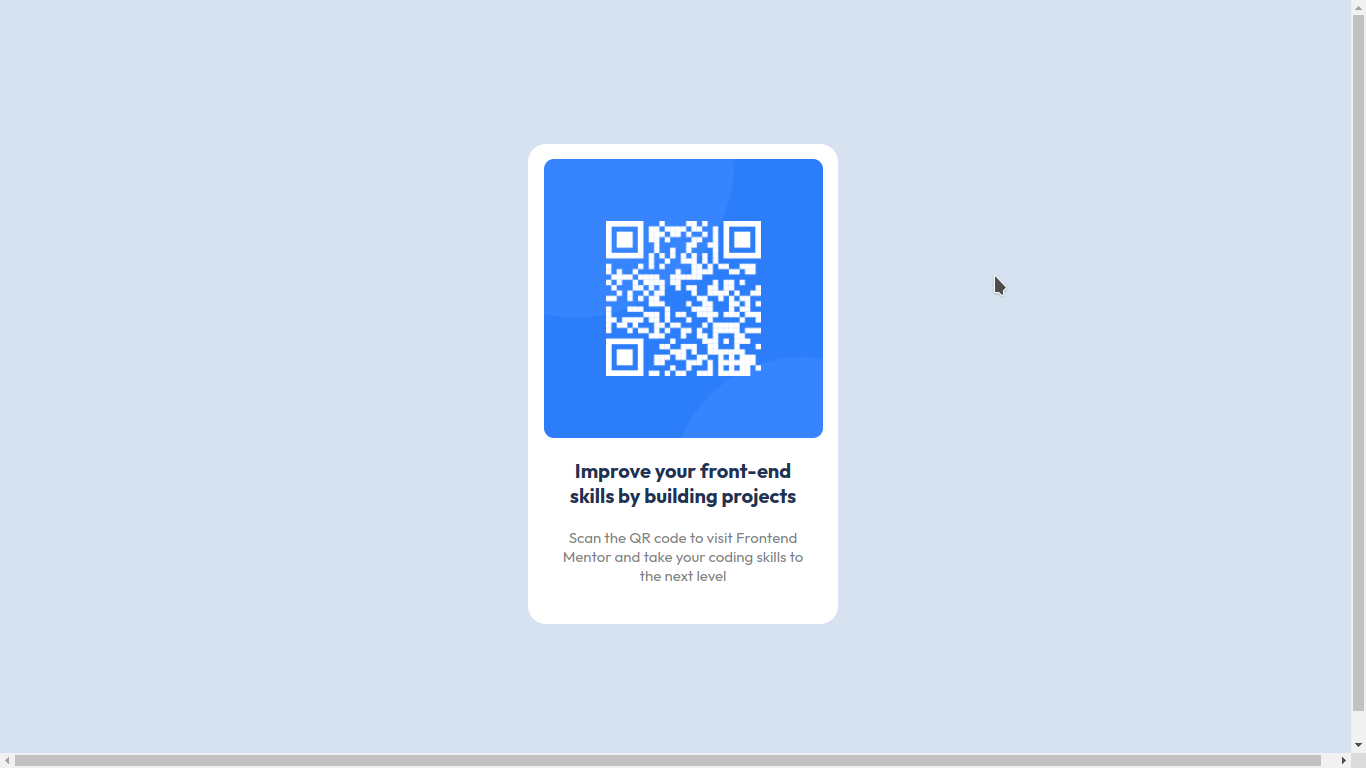 Improve your front-end
skills by building projects
Scan the QR code to visit Frontend
Mentor and take your coding skills to
the next level